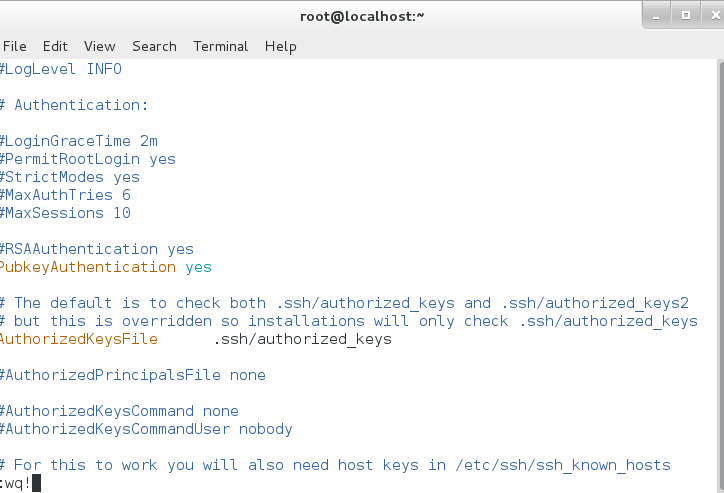 root@localhost:~
File Edit View Search Terminal Help
#LogLevel INFO
# Authentication:
#LoginGraceTime 2m
#PermitRootLogin yes
#StrictModes yes
#MaxAuthTries 6
#MaxSessions 10
#RSAAuthentication yes
PubkeyAuthentication yes
# The default is to check both .ssh/authorized_keys and .ssh/authorized_keys2
# but this is overridden so installations will only check .ssh/authorized_keys
AuthorizedKeysFile .ssh/authorized_keys
#AuthorizedPrincipalsFile none
#AuthorizedKeysCommand none
#AuthorizedKeysCommandUser nobody
# For this to work you will also need host keys in /etc/ssh/ssh_known_hosts
:wq!